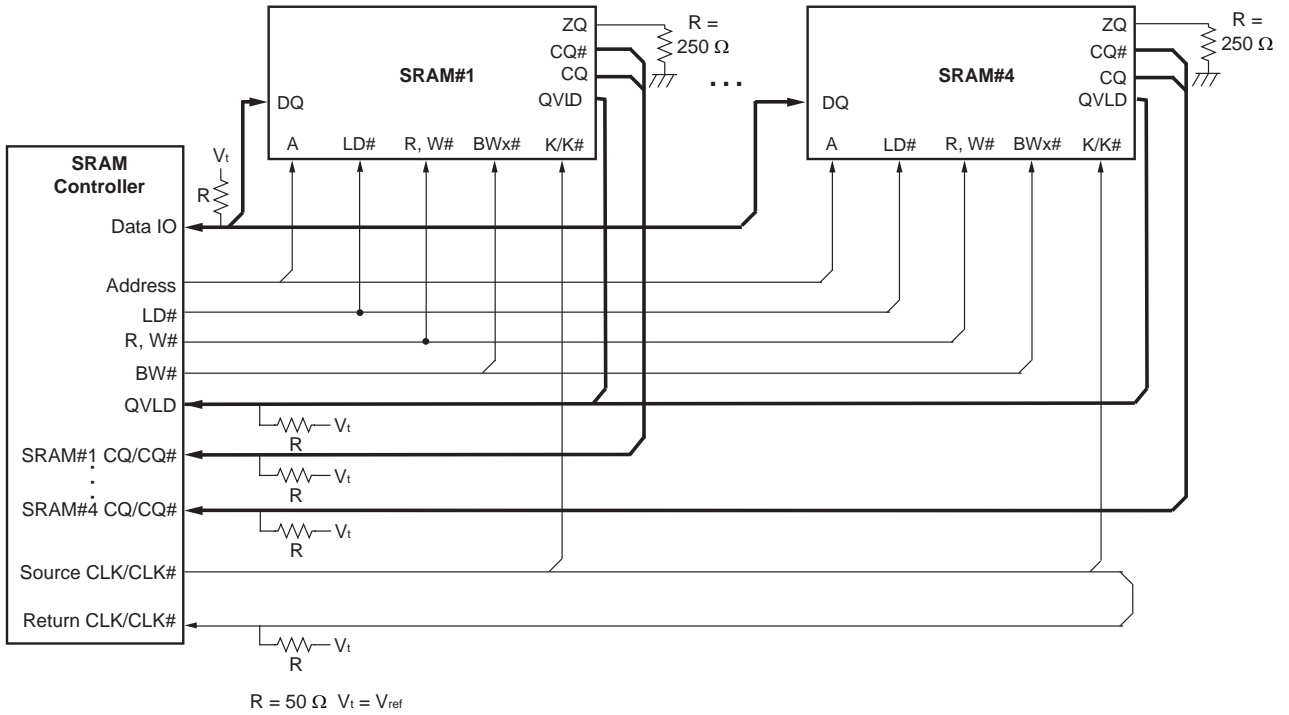 SRAM#1
ZQ
CQ#
CQ
QVLD
DQ
A LD# R, W# BWx# K/K#
R =
250 Ω
...
SRAM#4
ZQ
CQ#
CQ
QVLD
DQ
A LD# R, W# BWx# K/K#
R =
250 Ω
SRAM
Controller
Vt
R
Data IO
Address
LD#
R, W#
BW#
QVLD
R Vt
SRAM#1 CQ/CQ#
R Vt
SRAM#4 CQ/CQ#
R Vt
Source CLK/CLK#
Return CLK/CLK#
R Vt
R = 50 Ω Vt = Vref